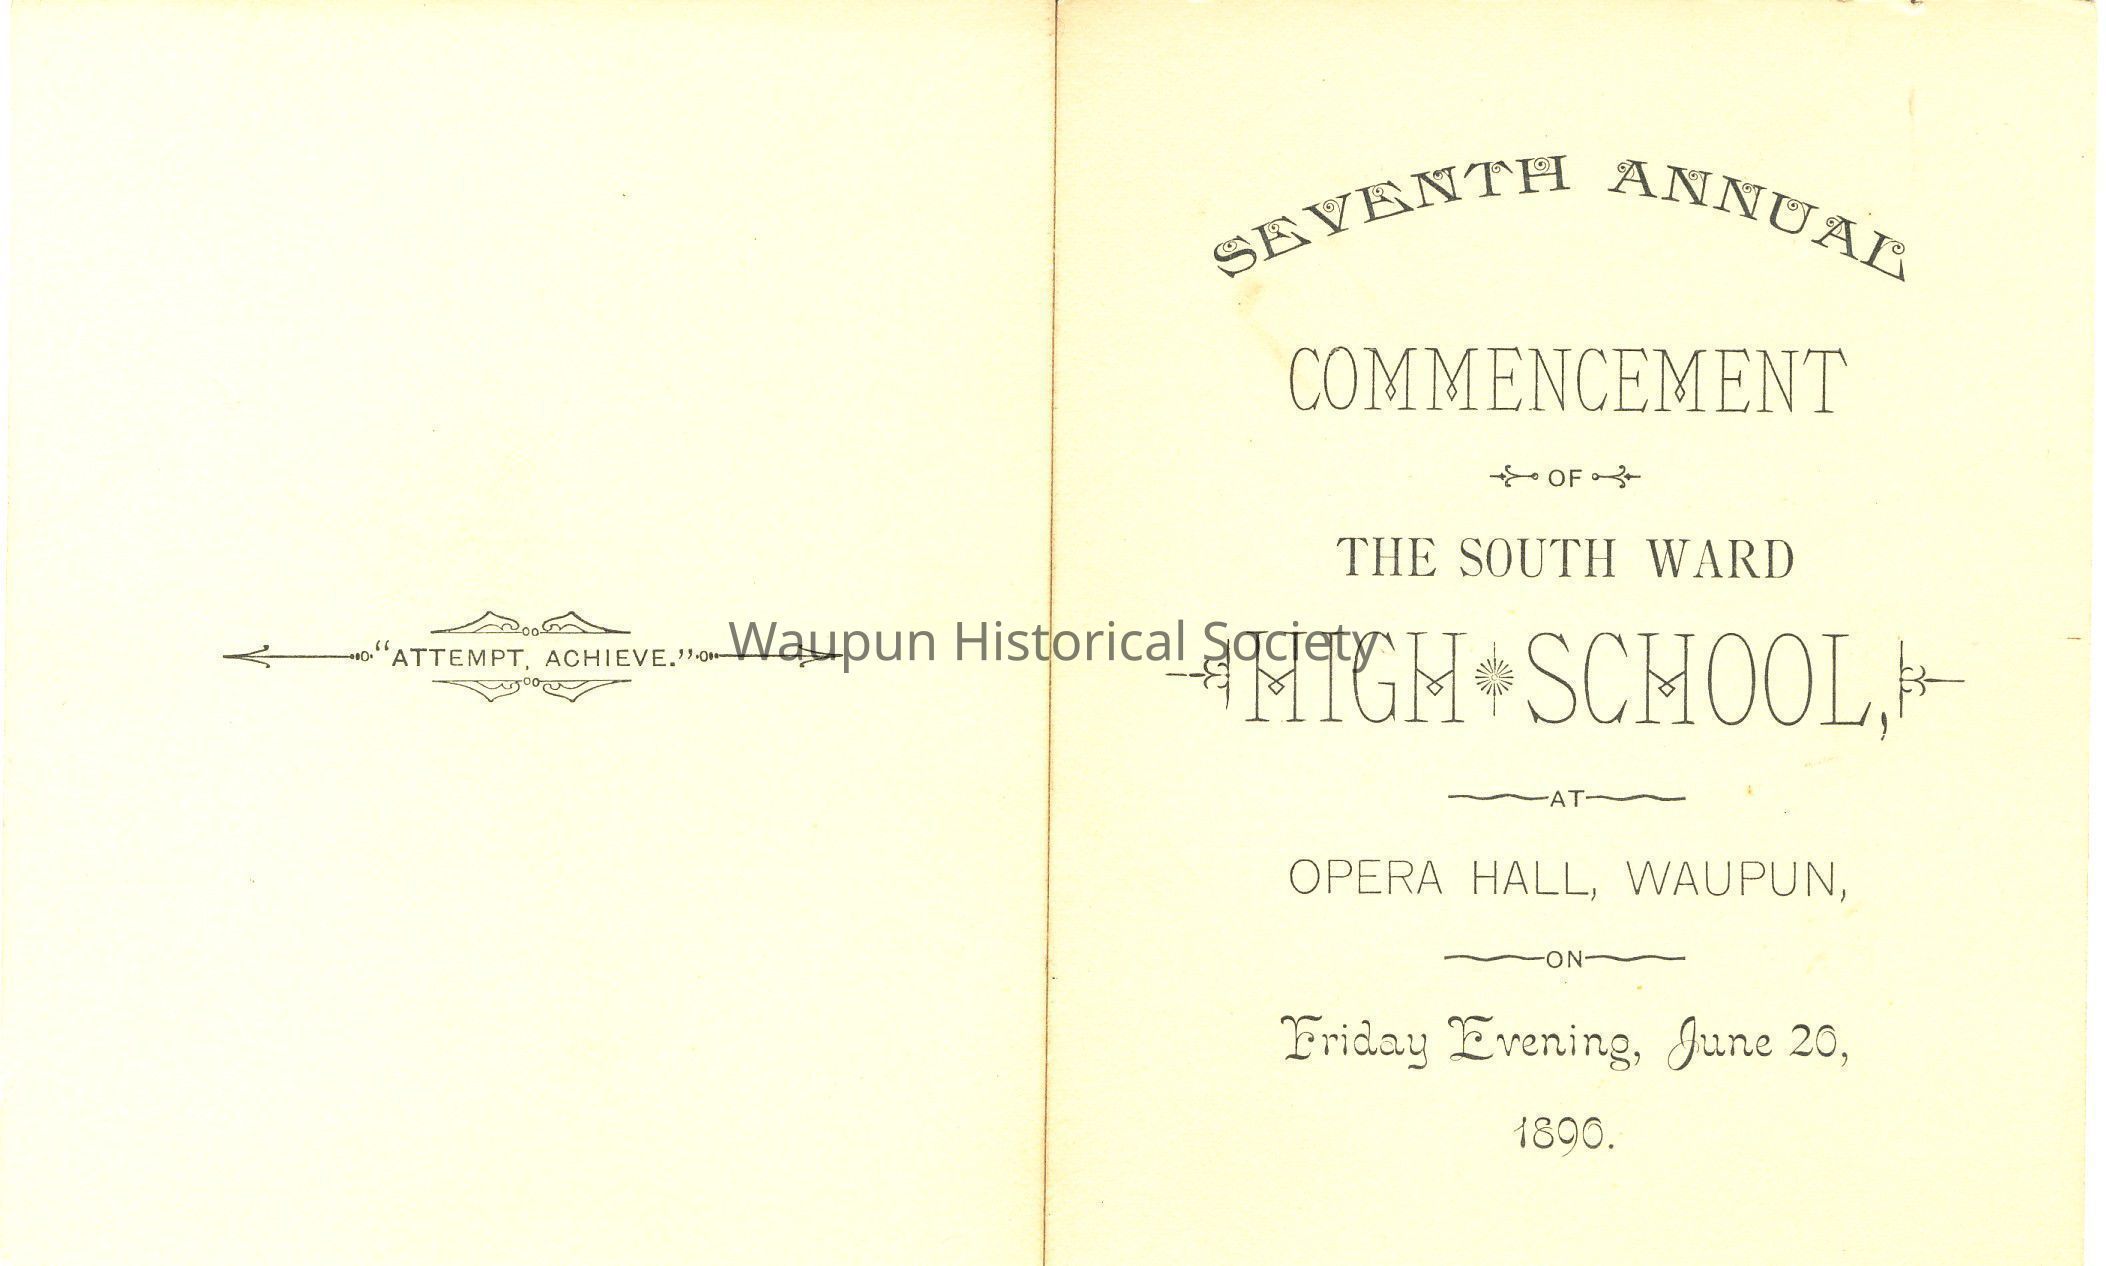 "ATTEMPT, ACHIEVE."
Waupun Historical Society
SEVENTH ANNUAL
COMMENCEMENT
OF
THE SOUTH WARD
HIGH SCHOOL,
AT
OPERA HALL, WAUPUN,
ON
Friday Evening, June 20,
1890.